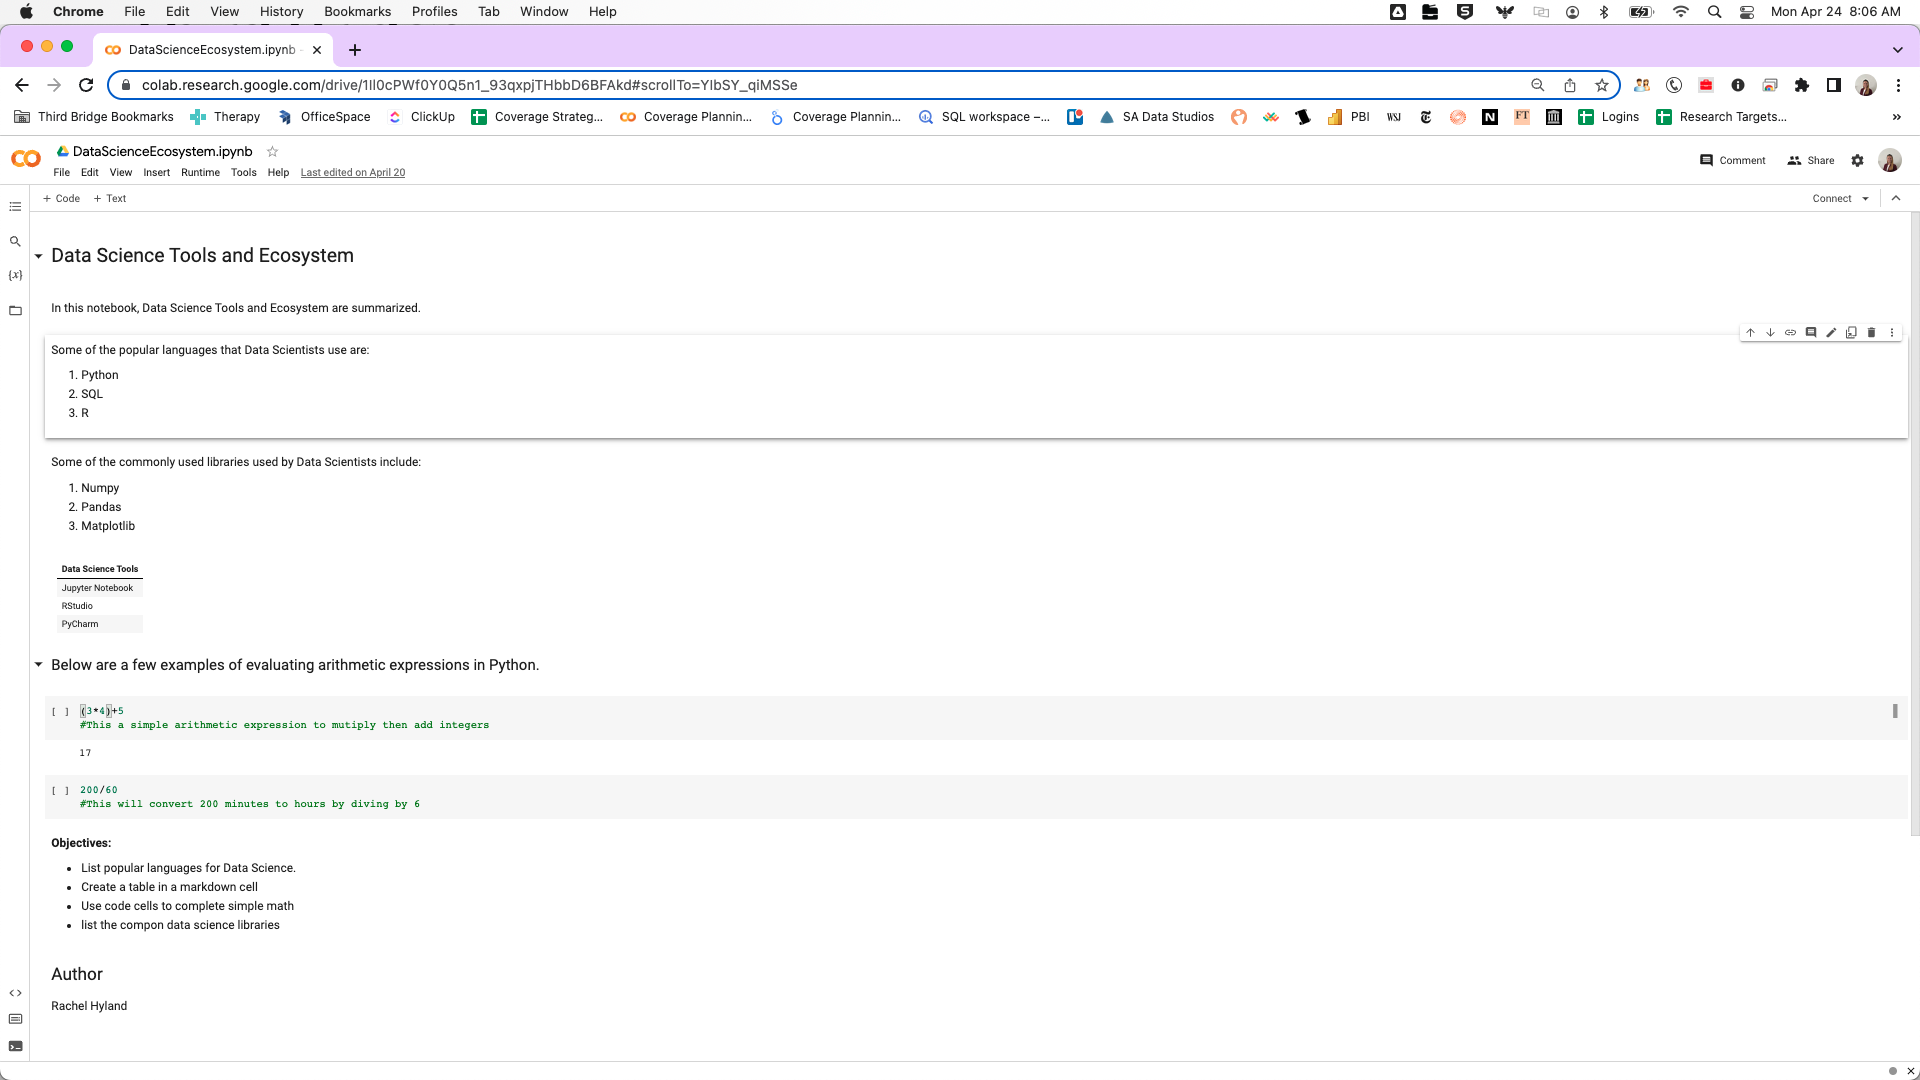 Chrome File Edit View History Bookmarks Profiles Tab Window Help Mon Apr 24 8:06 AM
DataScienceEcosystem.ipynb -
colab.research.google.com/drive/1Il0cPWf0Y0Q5n1_93qxpjTHbbD6BFAkd#scrollTo=YIbSY_qiMSSe
Third Bridge Bookmarks Therapy OfficeSpace ClickUp Coverage Strateg... Coverage Plannin... Coverage Plannin... SQL workspace –... SA Data Studios PBI WSJ N FT Logins Research Targets... »
DataScienceEcosystem.ipynb
Comment Share
File Edit View Insert Runtime Tools Help Last edited on April 20
+ Code + Text Connect
{x}
Data Science Tools and Ecosystem
In this notebook, Data Science Tools and Ecosystem are summarized.
Some of the popular languages that Data Scientists use are:
1. Python
2. SQL
3. R
Some of the commonly used libraries used by Data Scientists include:
1. Numpy
2. Pandas
3. Matplotlib
Data Science Tools
Jupyter Notebook
RStudio
PyCharm
Below are a few examples of evaluating arithmetic expressions in Python.
[ ] (3*4)+5
#This a simple arithmetic expression to mutiply then add integers
17
[ ] 200/60
#This will convert 200 minutes to hours by diving by 6
Objectives:
• List popular languages for Data Science.
• Create a table in a markdown cell
• Use code cells to complete simple math
• list the compon data science libraries
Author
Rachel Hyland